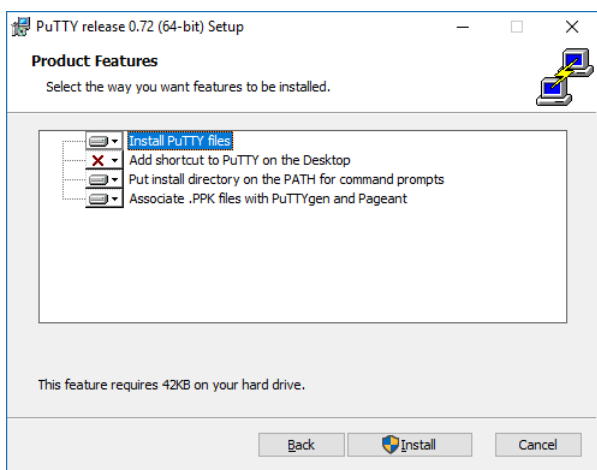 PuTTY release 0.72 (64-bit) Setup
Product Features
Select the way you want features to be installed.
Install PuTTY files
Add shortcut to PuTTY on the Desktop
Put install directory on the PATH for command prompts
Associate .PPK files with PuTTYgen and Pageant
This feature requires 42KB on your hard drive.
Back Install Cancel